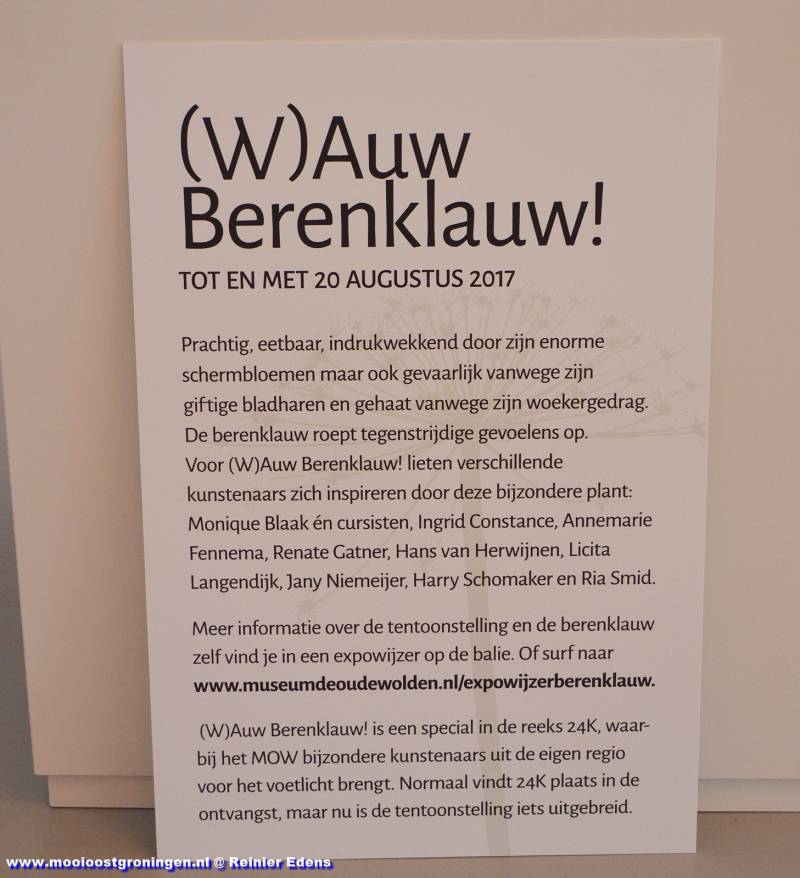 (W)Auw
Berenklauw!
TOT EN MET 20 AUGUSTUS 2017
Prachtig, eetbaar, indrukwekkend door zijn enorme
schermbloemen maar ook gevaarlijk vanwege zijn
giftige bladharen en gehaat vanwege zijn woekergedrag.
De berenklauw roept tegenstrijdige gevoelens op.
Voor (W)Auw Berenklauw! lieten verschillende
kunstenaars zich inspireren door deze bijzondere plant:
Monique Blaak én cursisten, Ingrid Constance, Annemarie
Fennema, Renate Gatner, Hans van Herwijnen, Licita
Langendijk, Jany Niemeijer, Harry Schomaker en Ria Smid.
Meer informatie over de tentoonstelling en de berenklauw
zelf vind je in een expowijzer op de balie. Of surf naar
www.museumdeoudewolden.nl/expowijzerberenklauw.
(W)Auw Berenklauw! is een special in de reeks 24K, waar-
bij het MOW bijzondere kunstenaars uit de eigen regio
voor het voetlicht brengt. Normaal vindt 24K plaats in de
ontvangst, maar nu is de tentoonstelling iets uitgebreid.
www.mooioostgroningen.nl @ Reinier Edens